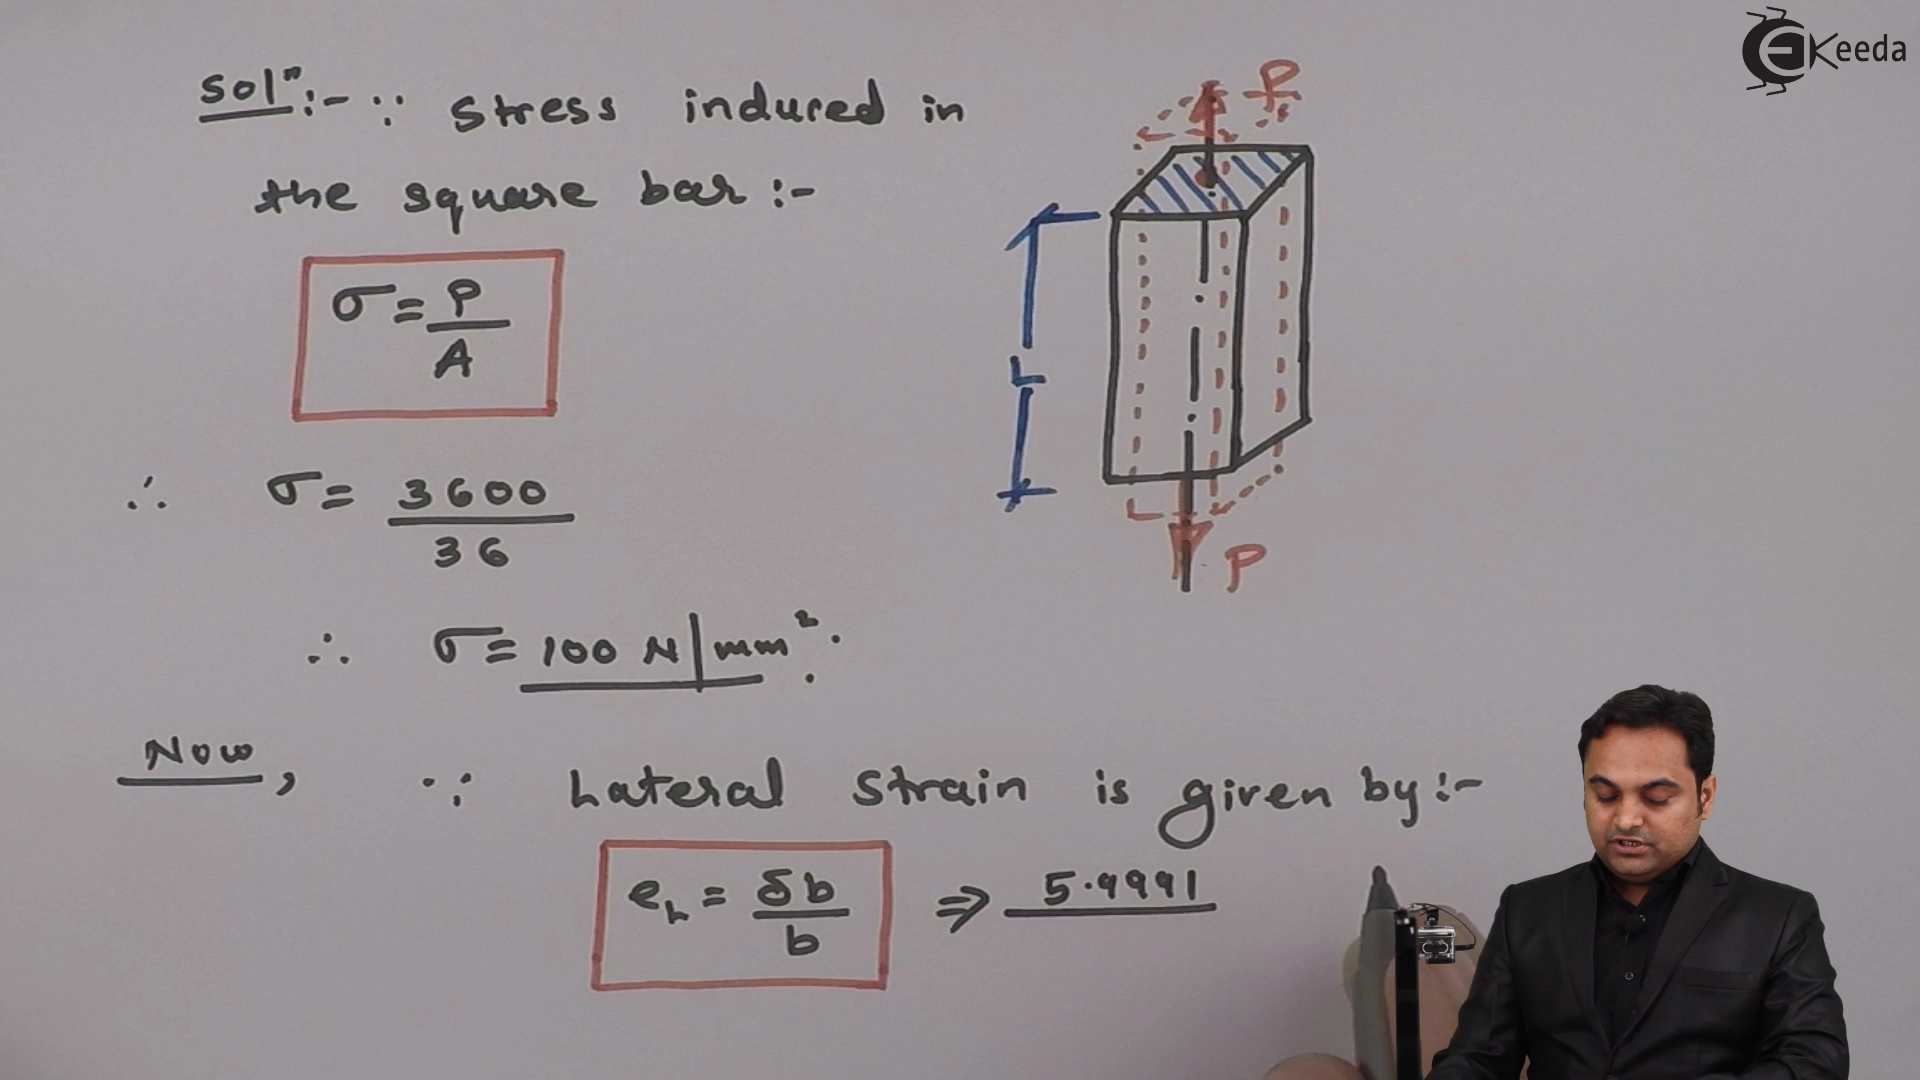 Solⁿ:- ∵ stress induced in
the square bar :-
σ = P
A
∴ σ = 3600
36
∴ σ = 100 N/mm².
Now, ∵ Lateral strain is given by :-
e_L = δb ⇒ 5.9991
b
P
L
P
EKeeda